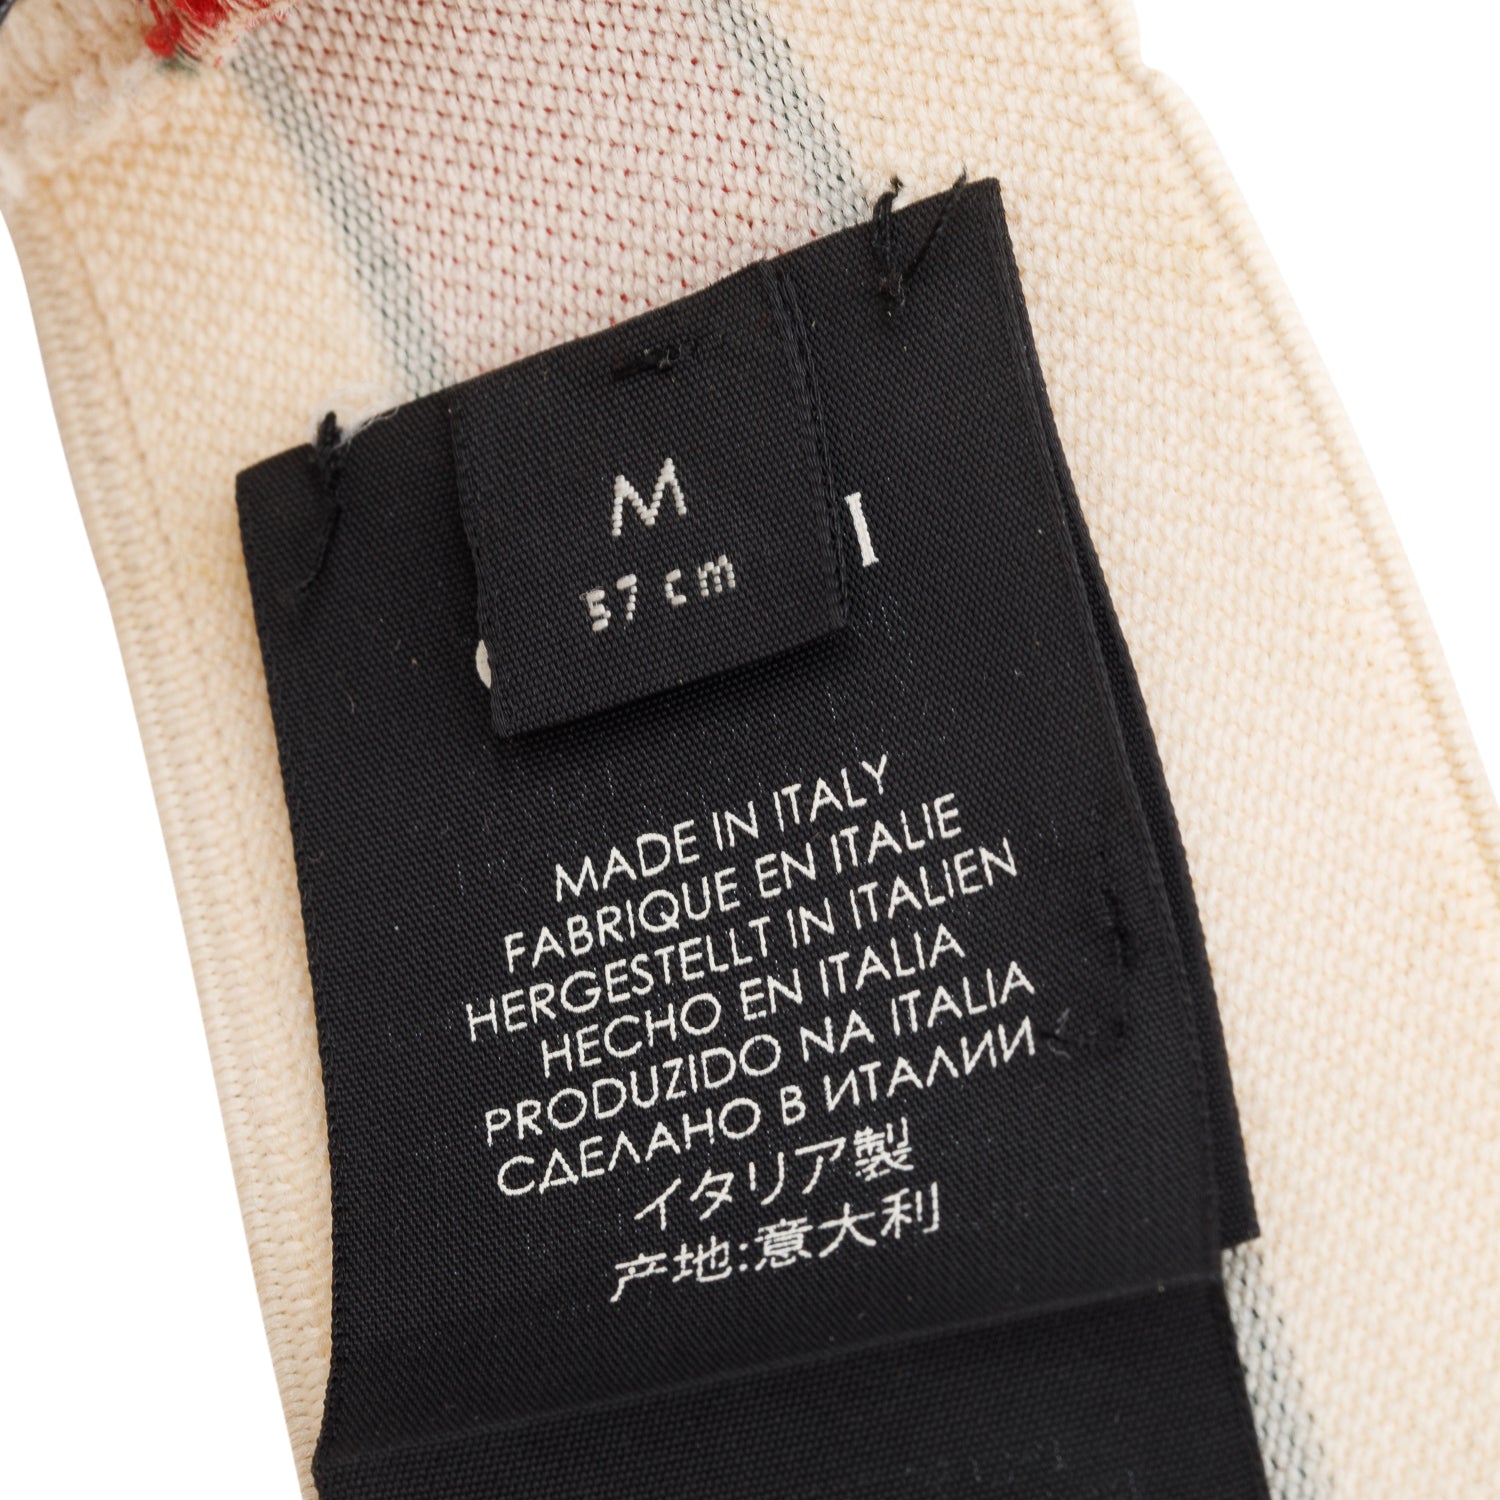 M
57 cm
MADE IN ITALY
FABRIQUE EN ITALIE
HERGESTELLT IN ITALIEN
HECHO EN ITALIA
PRODUZIDO NA ITALIA
СДЕЛАНО В ИТАЛИИ
イタリア製
产地:意大利